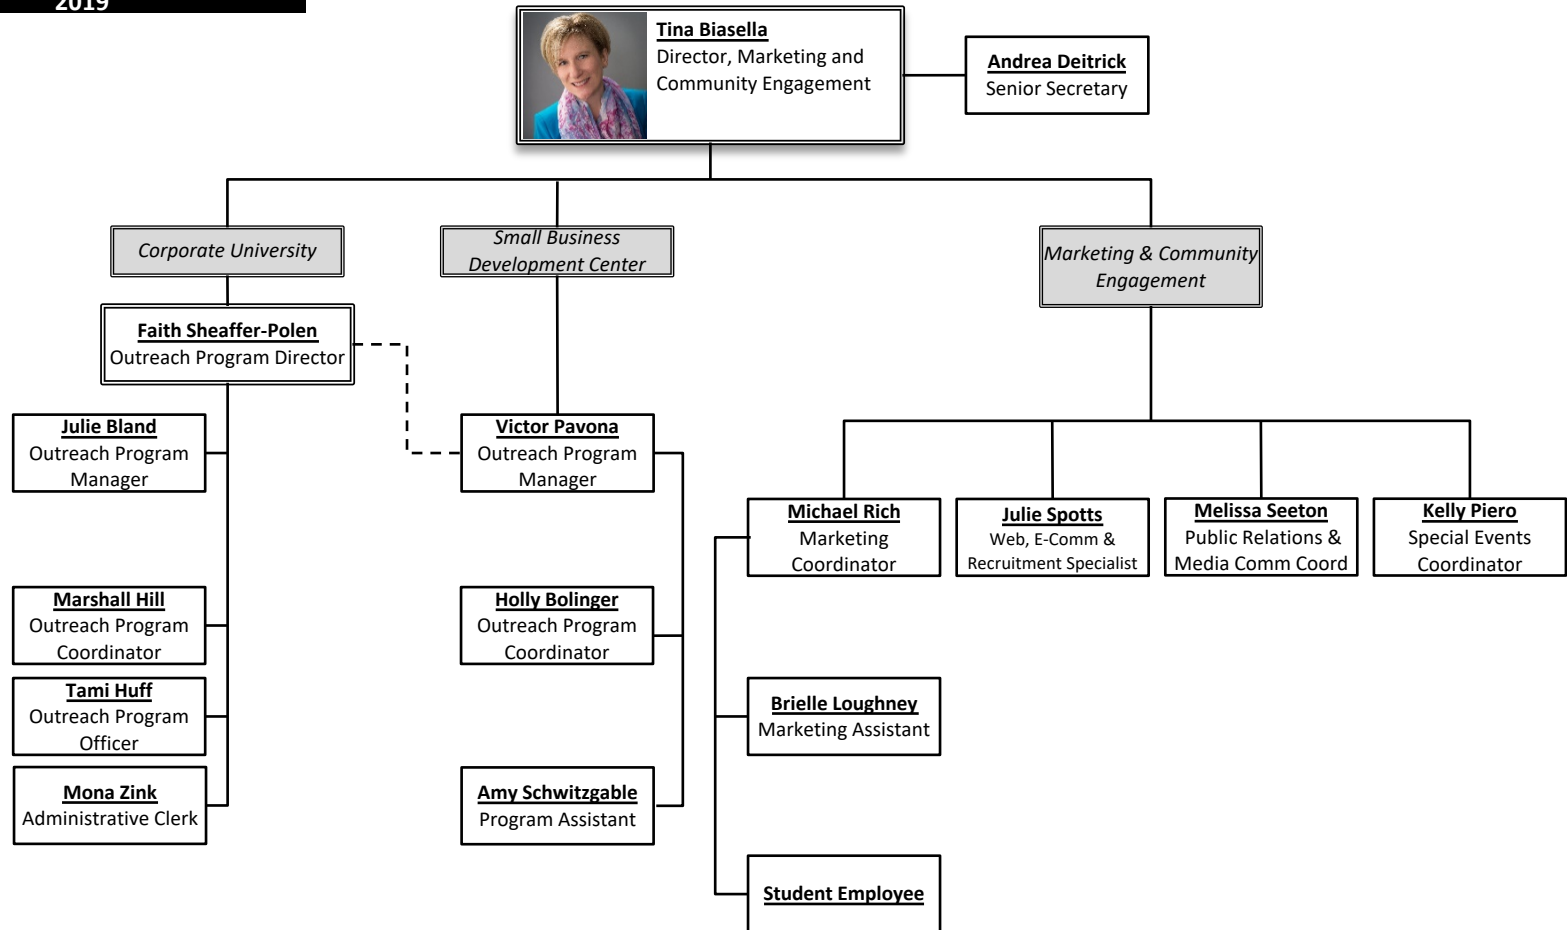 2019
Tina Biasella
Director, Marketing and
Community Engagement
Andrea Deitrick
Senior Secretary
Corporate University
Small Business
Development Center
Marketing & Community
Engagement
Faith Sheaffer-Polen
Outreach Program Director
Julie Bland
Outreach Program
Manager
Victor Pavona
Outreach Program
Manager
Michael Rich
Marketing
Coordinator
Julie Spotts
Web, E-Comm &
Recruitment Specialist
Melissa Seeton
Public Relations &
Media Comm Coord
Kelly Piero
Special Events
Coordinator
Marshall Hill
Outreach Program
Coordinator
Holly Bolinger
Outreach Program
Coordinator
Tami Huff
Outreach Program
Officer
Brielle Loughney
Marketing Assistant
Mona Zink
Administrative Clerk
Amy Schwitzgable
Program Assistant
Student Employee